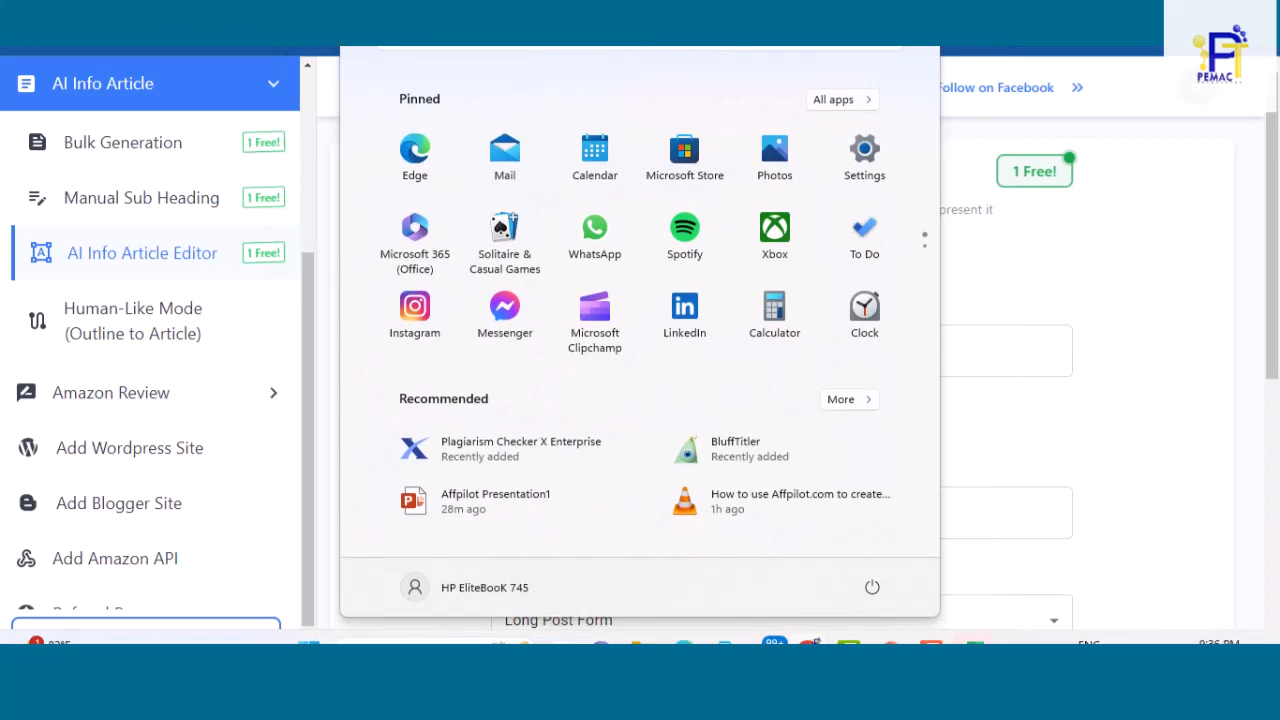 PEMAC
AI Info Article
Bulk Generation
1 Free!
Manual Sub Heading
1 Free!
AI Info Article Editor
1 Free!
Human-Like Mode
(Outline to Article)
Amazon Review
Add Wordpress Site
Add Blogger Site
Add Amazon API
Pinned
All apps
Edge
Mail
Calendar
Microsoft Store
Photos
Settings
Microsoft 365
(Office)
Solitaire &
Casual Games
WhatsApp
Spotify
Xbox
To Do
Instagram
Messenger
Microsoft
Clipchamp
LinkedIn
Calculator
Clock
Recommended
More
Plagiarism Checker X Enterprise
Recently added
BluffTitler
Recently added
Affpilot Presentation1
28m ago
How to use Affpilot.com to create...
1h ago
HP EliteBooK 745
Follow on Facebook
1 Free!
present it
Long Post Form
99+
ENG
9:36 PM